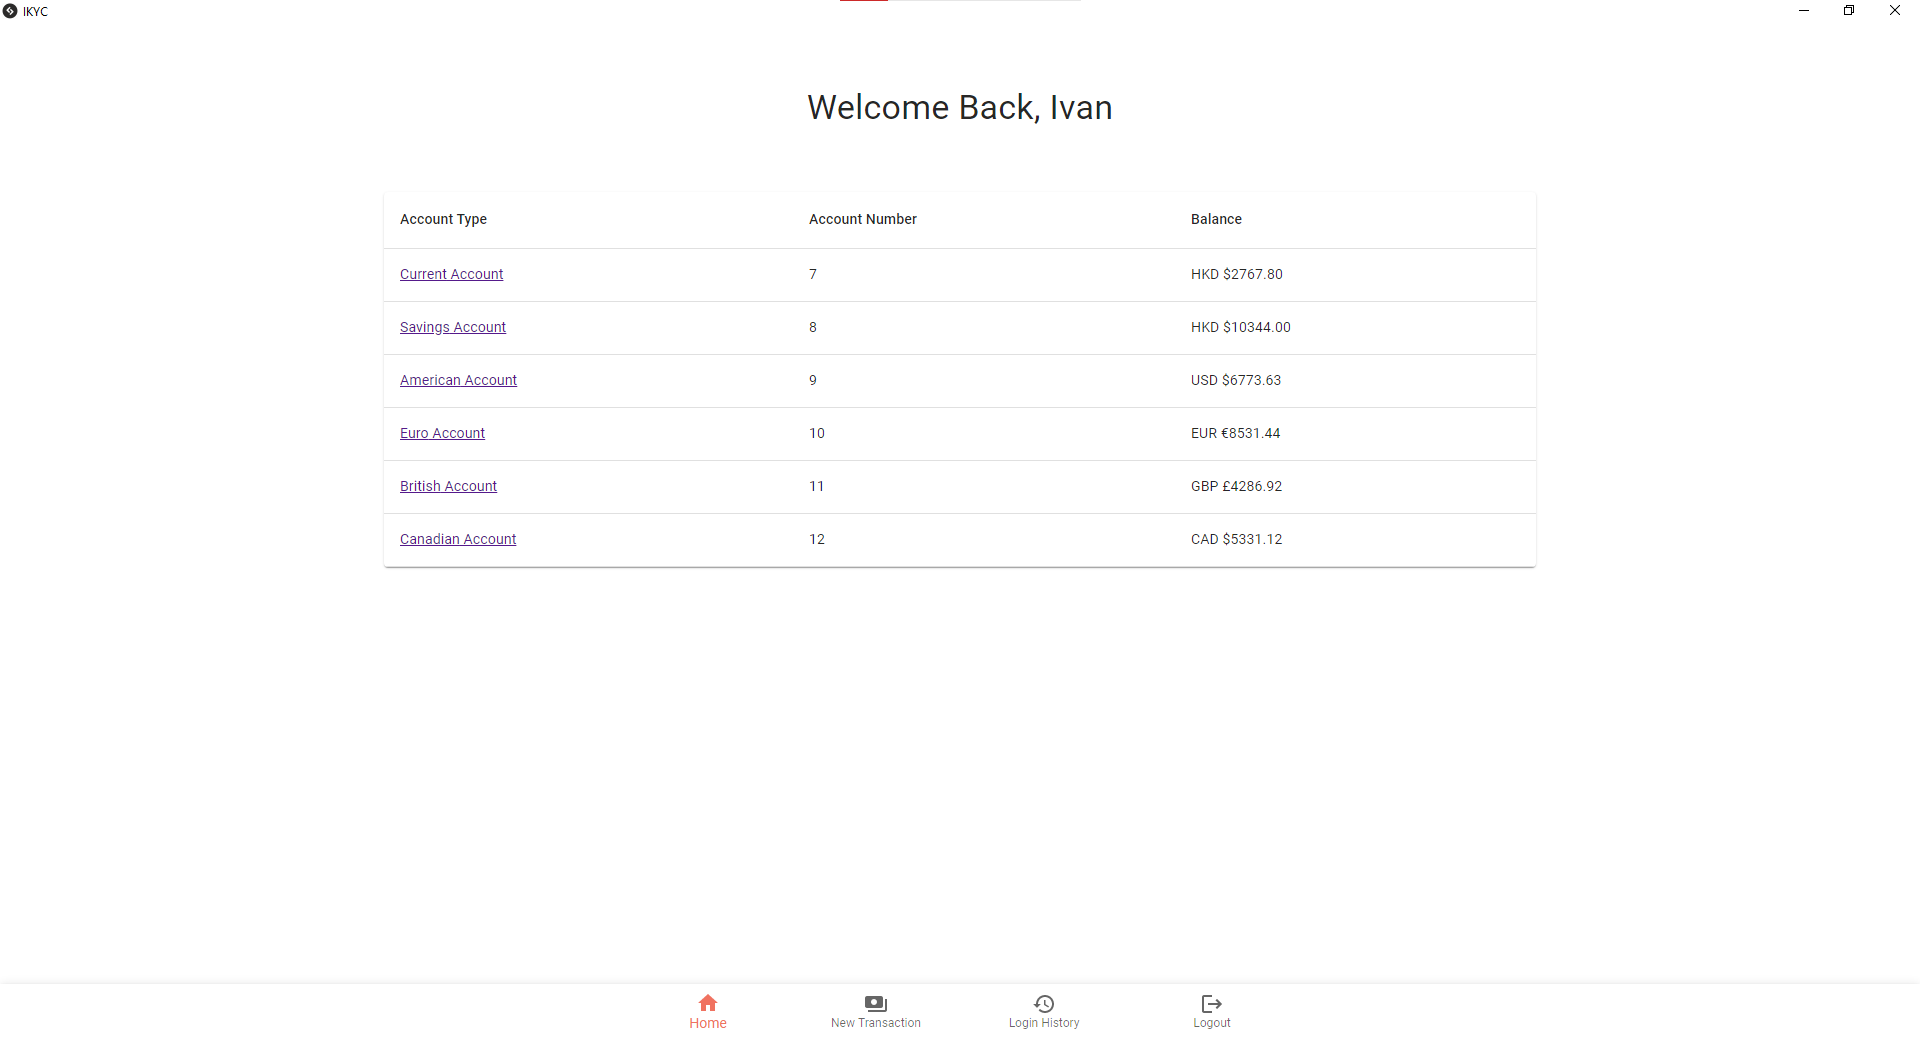 IKYC
Welcome Back, Ivan
Account Type Account Number Balance
Current Account 7 HKD $2767.80
Savings Account 8 HKD $10344.00
American Account 9 USD $6773.63
Euro Account 10 EUR €8531.44
British Account 11 GBP £4286.92
Canadian Account 12 CAD $5331.12
Home New Transaction Login History Logout